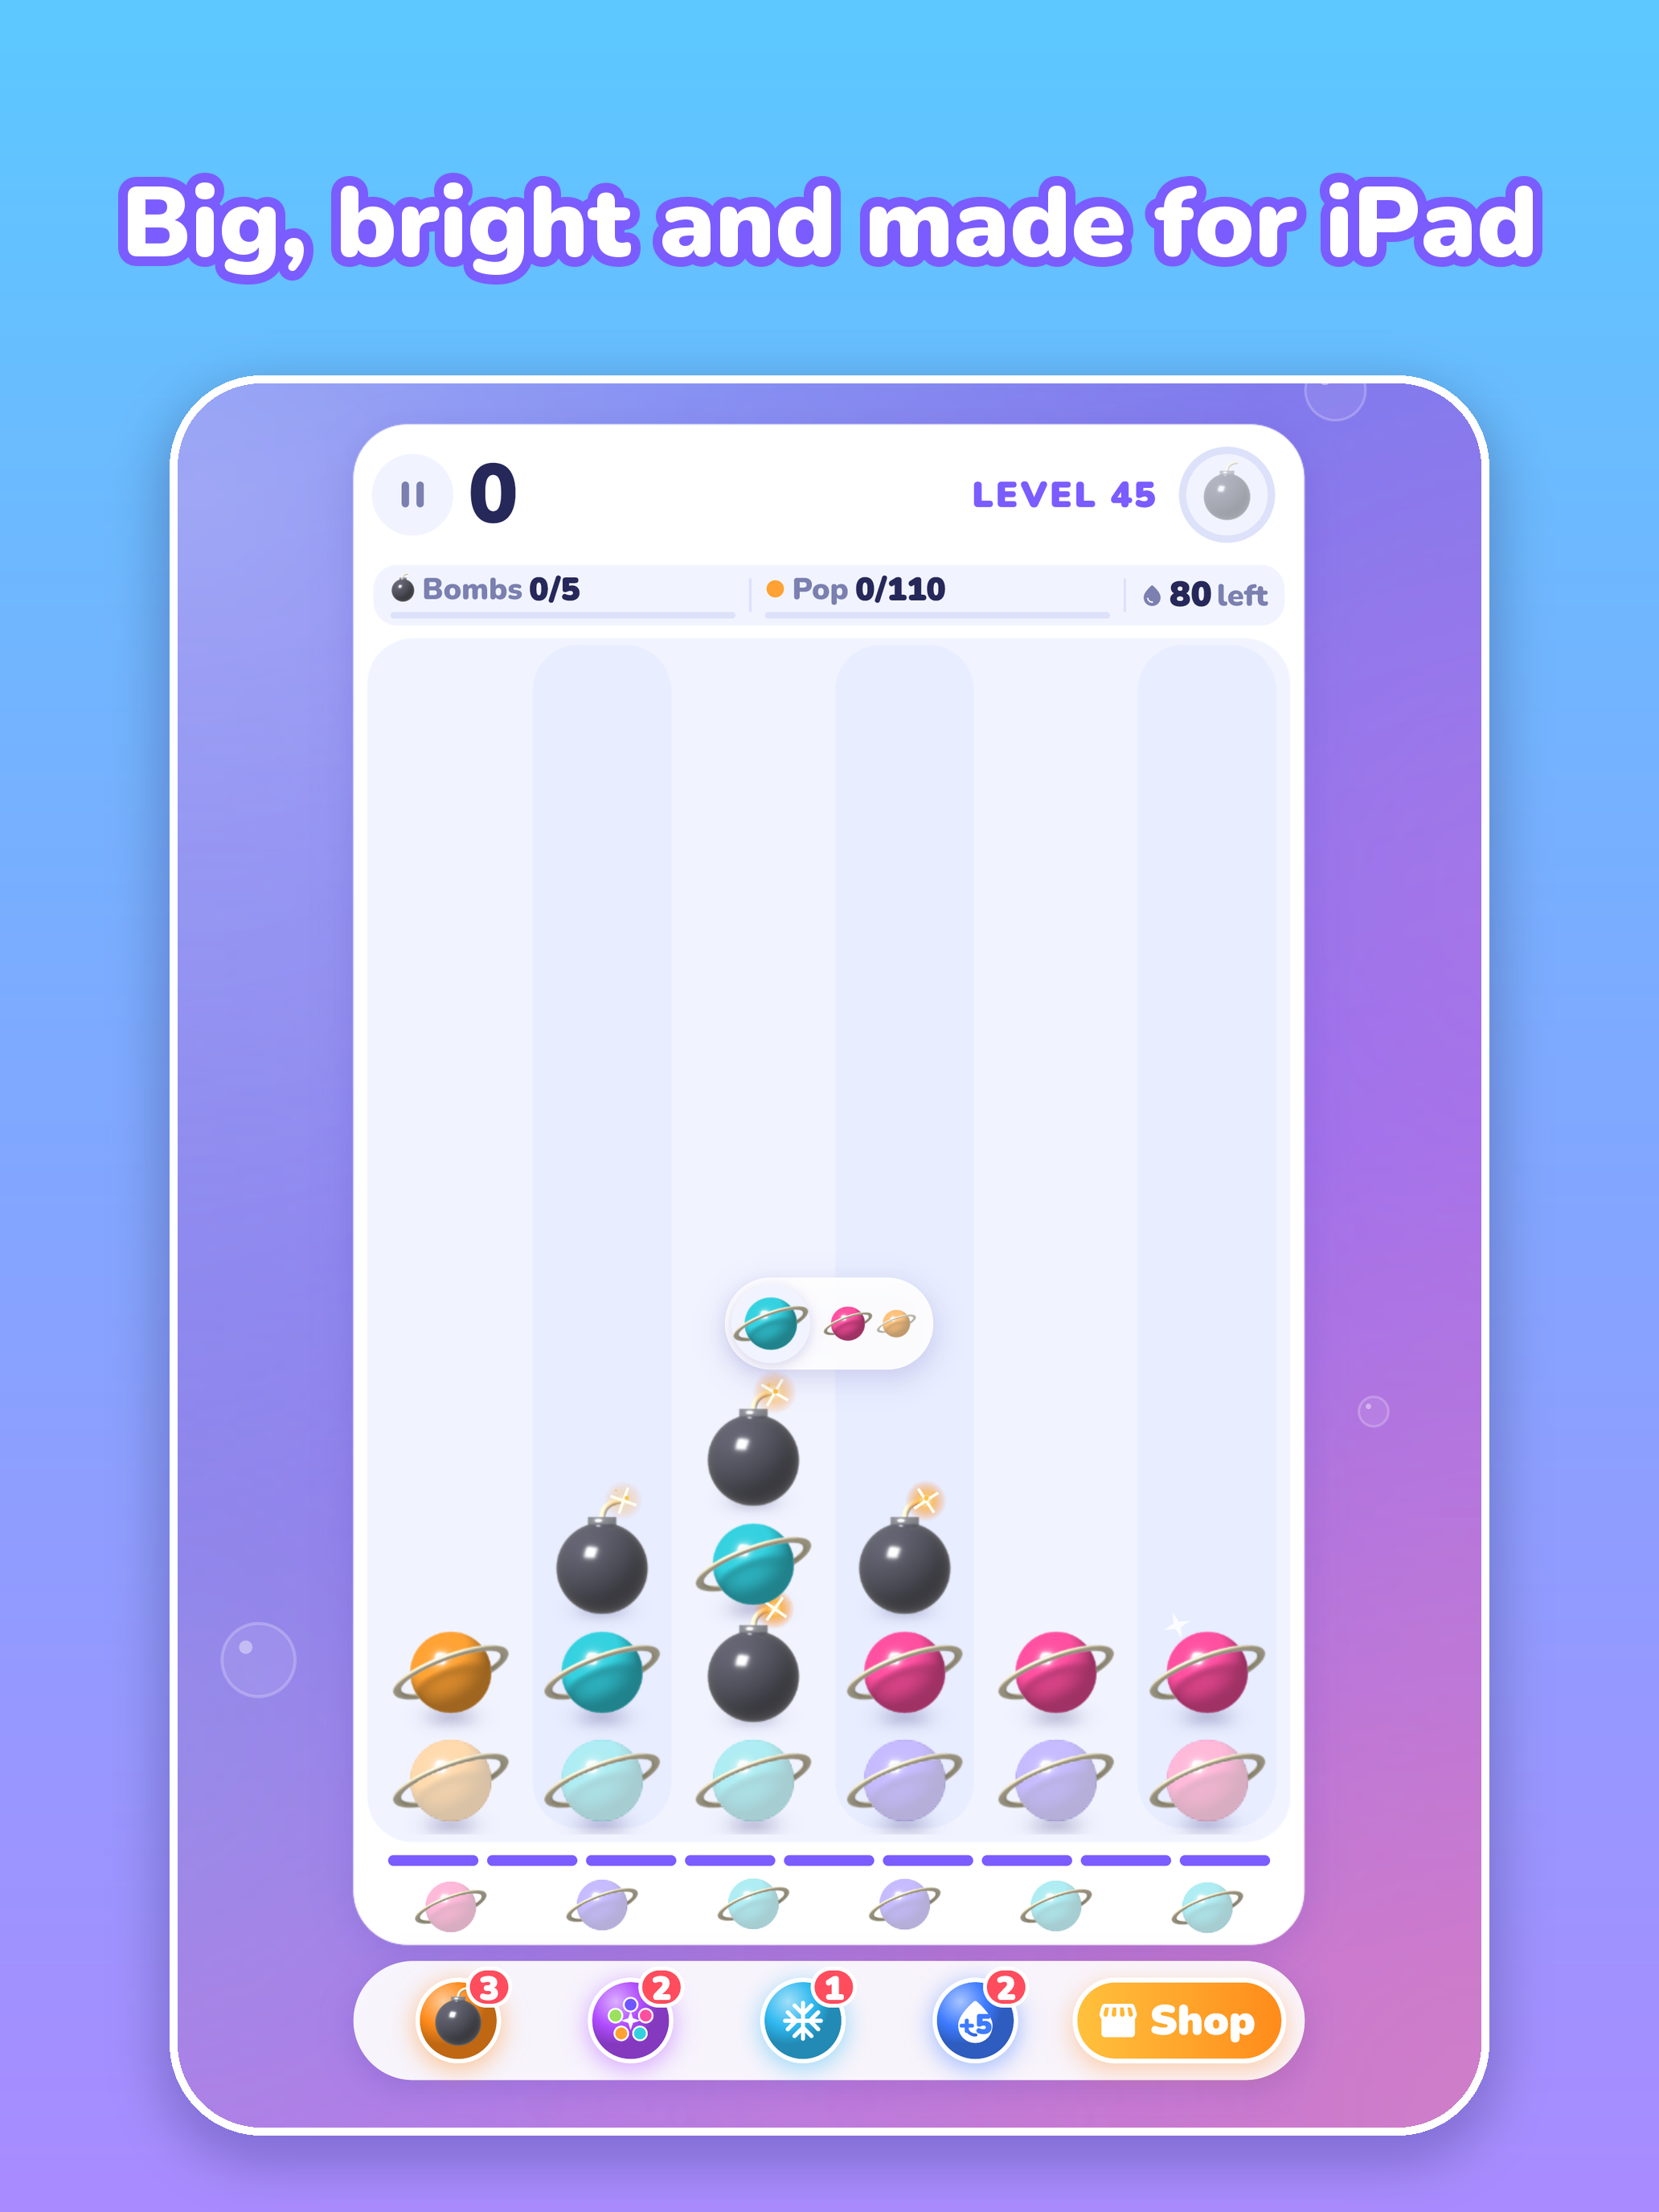 Big, bright and made for iPad
0
LEVEL 45
Bombs 0/5
Pop 0/110
80 left
3
2
1
+5
2
Shop